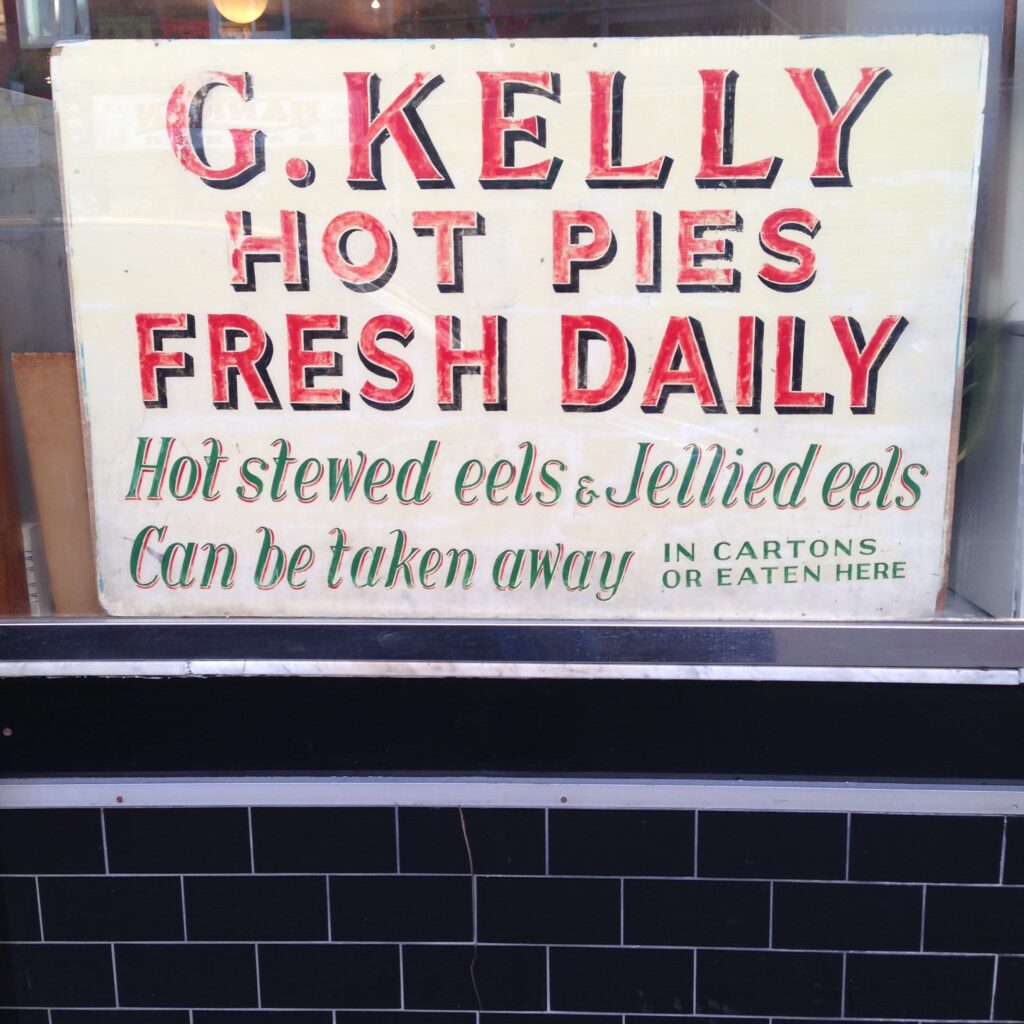 G. KELLY
HOT PIES
FRESH DAILY
Hot stewed eels & Jellied eels
Can be taken away IN CARTONS
OR EATEN HERE